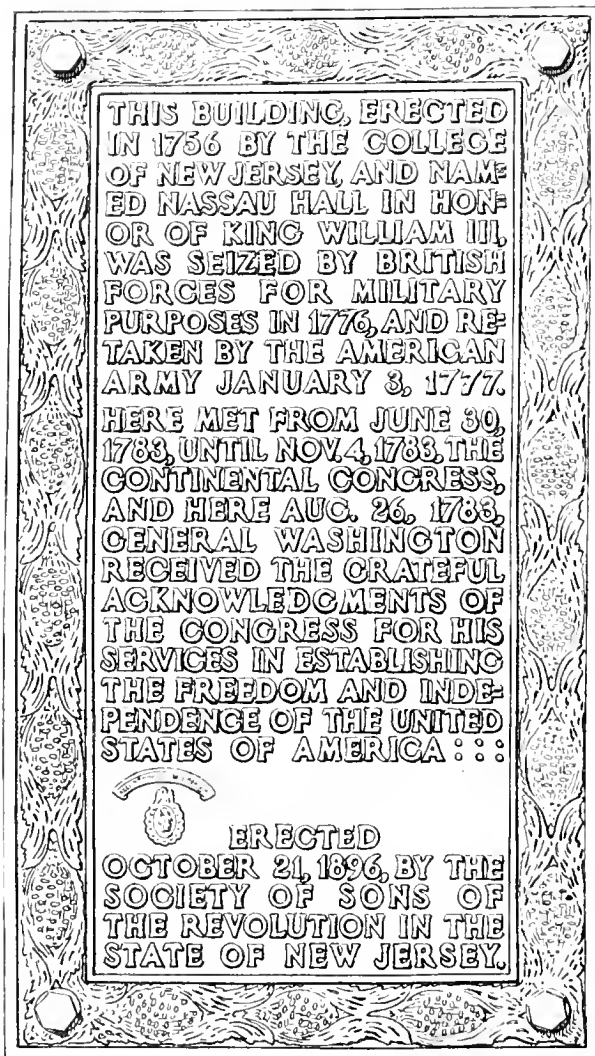 THIS BUILDING, ERECTED
IN 1756 BY THE COLLEGE
OF NEW JERSEY, AND NAM=
ED NASSAU HALL IN HON=
OR OF KING WILLIAM III,
WAS SEIZED BY BRITISH
FORCES FOR MILITARY
PURPOSES IN 1776, AND RE=
TAKEN BY THE AMERICAN
ARMY JANUARY 3, 1777.
HERE MET FROM JUNE 30,
1783, UNTIL NOV. 4, 1783, THE
CONTINENTAL CONGRESS,
AND HERE AUG. 26, 1783,
GENERAL WASHINGTON
RECEIVED THE GRATEFUL
ACKNOWLEDGMENTS OF
THE CONGRESS FOR HIS
SERVICES IN ESTABLISHING
THE FREEDOM AND INDE=
PENDENCE OF THE UNITED
STATES OF AMERICA : : :
ERECTED
OCTOBER 21, 1896, BY THE
SOCIETY OF SONS OF
THE REVOLUTION IN THE
STATE OF NEW JERSEY.